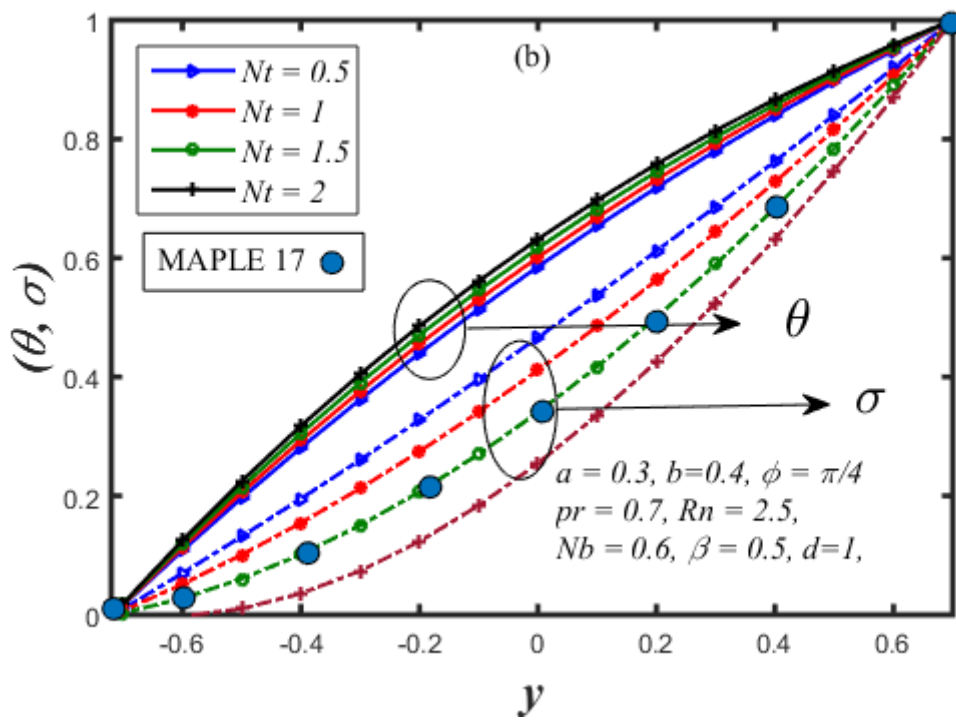 (b)
Nt = 0.5
Nt = 1
Nt = 1.5
Nt = 2
MAPLE 17
(θ, σ)
θ
σ
a = 0.3, b=0.4, ϕ = π/4
pr = 0.7, Rn = 2.5,
Nb = 0.6, β = 0.5, d=1,
1
0.8
0.6
0.4
0.2
0
-0.6
-0.4
-0.2
0
0.2
0.4
0.6
y